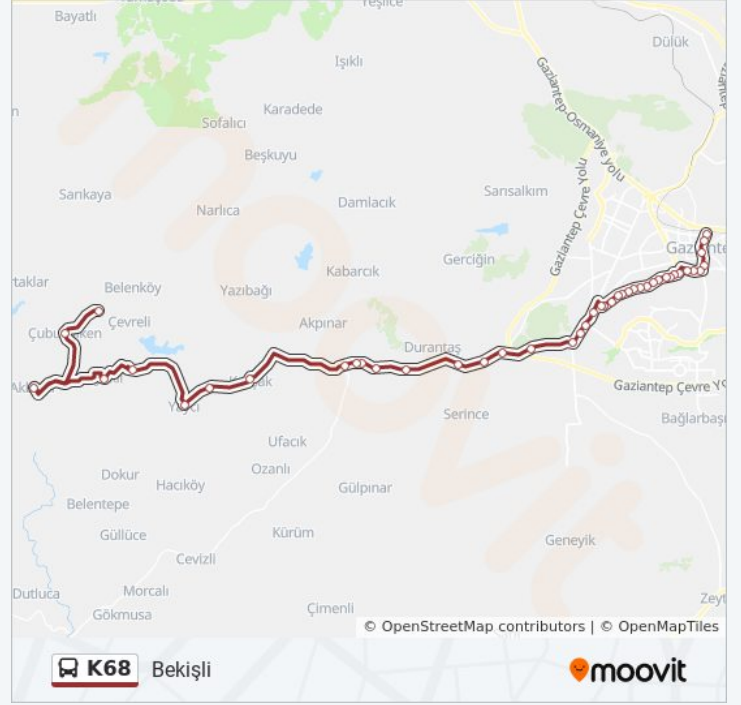 Yeşilce
Bayatlı
Dülük
Işıklı
Gaziantep-Osmaniye yolu
Karadede
Sofalıcı
Beşkuyu
Gaziantep Çevre Yolu
Sarıkaya
Sarısalkım
Damlacık
Narlıca
Gerciğin
Kabarcık
Belenköy
Yazıbağı
Akpınar
Çevreli
Durantaş
Gaziantep Çevre
Yaycı
Serince
Bağlarbaşı
Ufacık
Ozanlı
Dokur
Hacıköy
Gülpınar
Belentepe
Güllüce
Kürüm
Geneyik
Cevizli
Dutluca
Morcalı
Çimenli
Gökmusa
© OpenStreetMap contributors | © OpenMapTiles
K68 Bekişli
moovit